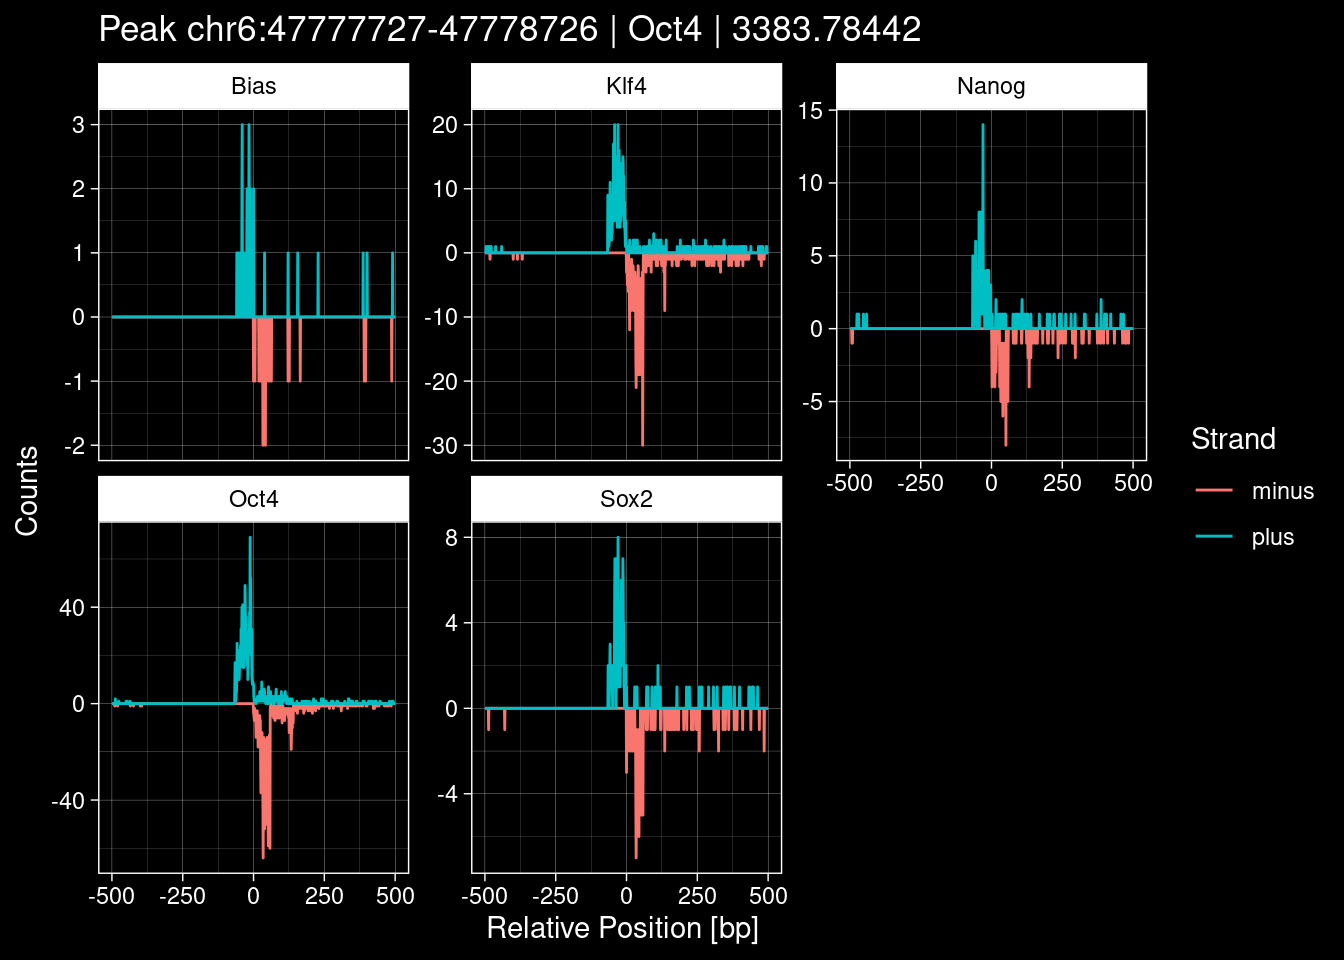 Peak chr6:47777727-47778726 | Oct4 | 3383.78442
Bias
Klf4
Nanog
3
2
1
0
-1
-2
20
10
0
-10
-20
-30
15
10
5
0
-5
-500 -250 0 250 500
Oct4
Sox2
40
0
-40
8
4
0
-4
-500 -250 0 250 500
-500 -250 0 250 500
Relative Position [bp]
Counts
Strand
minus
plus